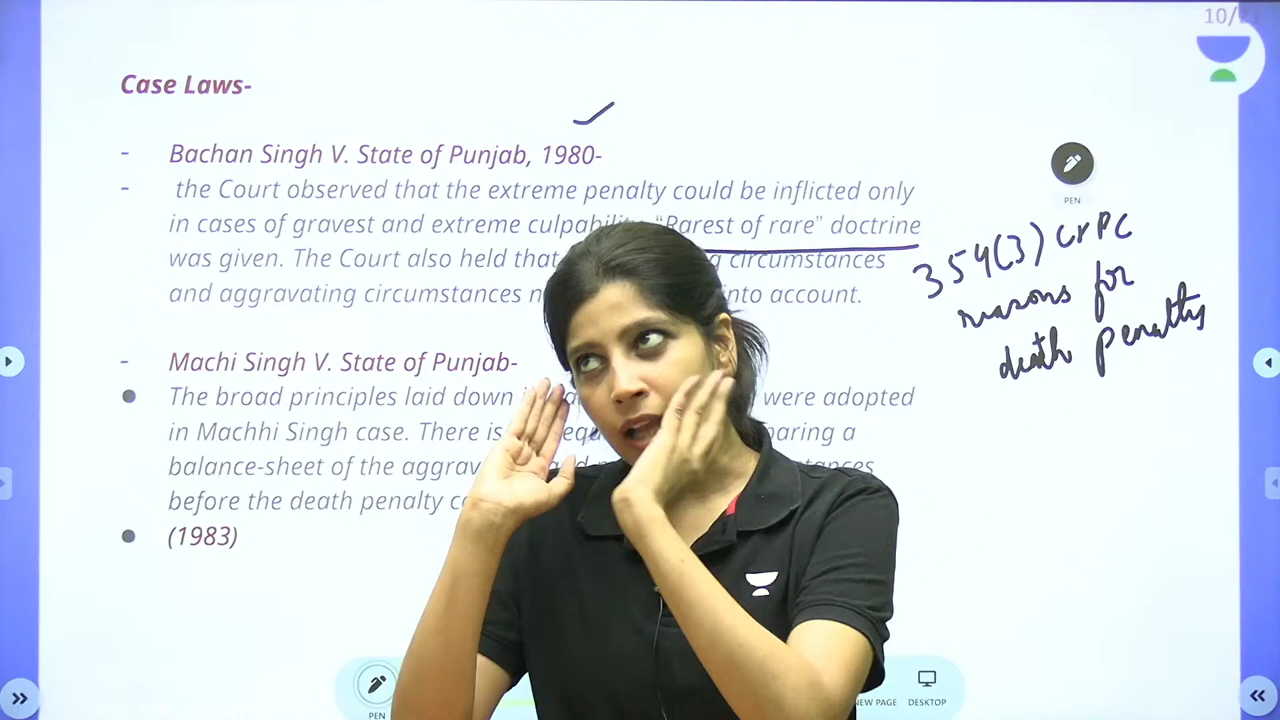 10/
Case Laws-
- Bachan Singh V. State of Punjab, 1980-
- the Court observed that the extreme penalty could be inflicted only
in cases of gravest and extreme culpability "Rarest of rare" doctrine
was given. The Court also held that circumstances
and aggravating circumstances into account.
PEN
354(3) CrPC
reasons for
death penalty
- Machi Singh V. State of Punjab-
● The broad principles laid down were adopted
in Machhi Singh case. There is
balance-sheet of the
before the death penalty
● (1983)
PEN
NEW PAGE
DESKTOP